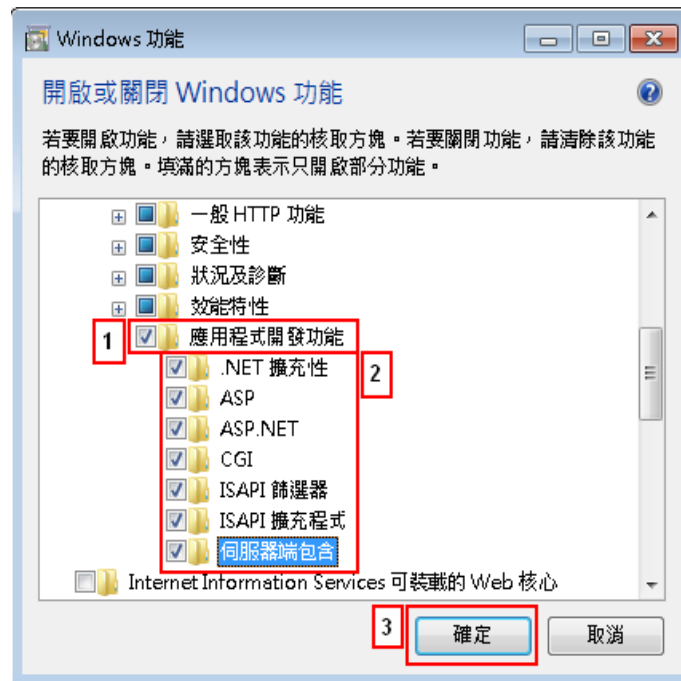 Windows 功能
開啟或關閉 Windows 功能
若要開啟功能，請選取該功能的核取方塊。若要關閉功能，請清除該功能
的核取方塊。填滿的方塊表示只開啟部分功能。
一般 HTTP 功能
安全性
狀況及診斷
效能特性
1 應用程式開發功能
.NET 擴充性 2
ASP
ASP.NET
CGI
ISAPI 篩選器
ISAPI 擴充程式
伺服器端包含
Internet Information Services 可裝載的 Web 核心
3 確定 取消